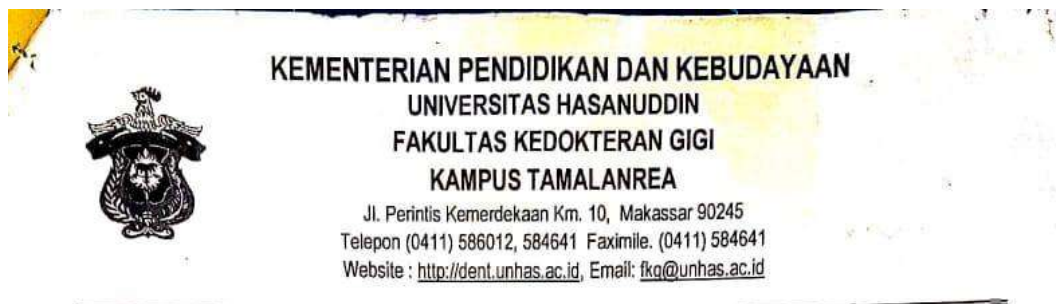 KEMENTERIAN PENDIDIKAN DAN KEBUDAYAAN
UNIVERSITAS HASANUDDIN
FAKULTAS KEDOKTERAN GIGI
KAMPUS TAMALANREA
Jl. Perintis Kemerdekaan Km. 10, Makassar 90245
Telepon (0411) 586012, 584641 Faximile. (0411) 584641
Website : http://dent.unhas.ac.id, Email: fkg@unhas.ac.id